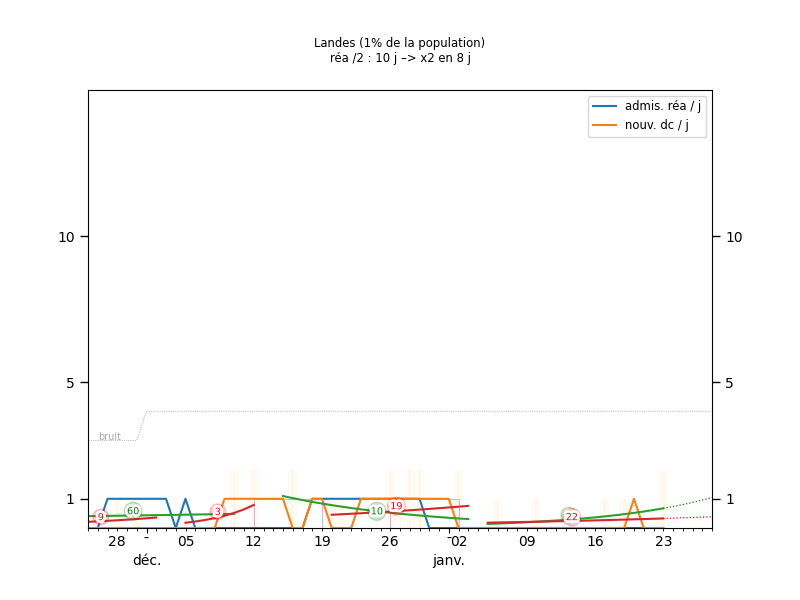 Landes (1% de la population)
réa /2 : 10 j –> x2 en 8 j
admis. réa / j
nouv. dc / j
10 10
5 5
bruit
1 1
9 60 3 -10 19 22
28 05 12 19 26 02 09 16 23
déc. janv.